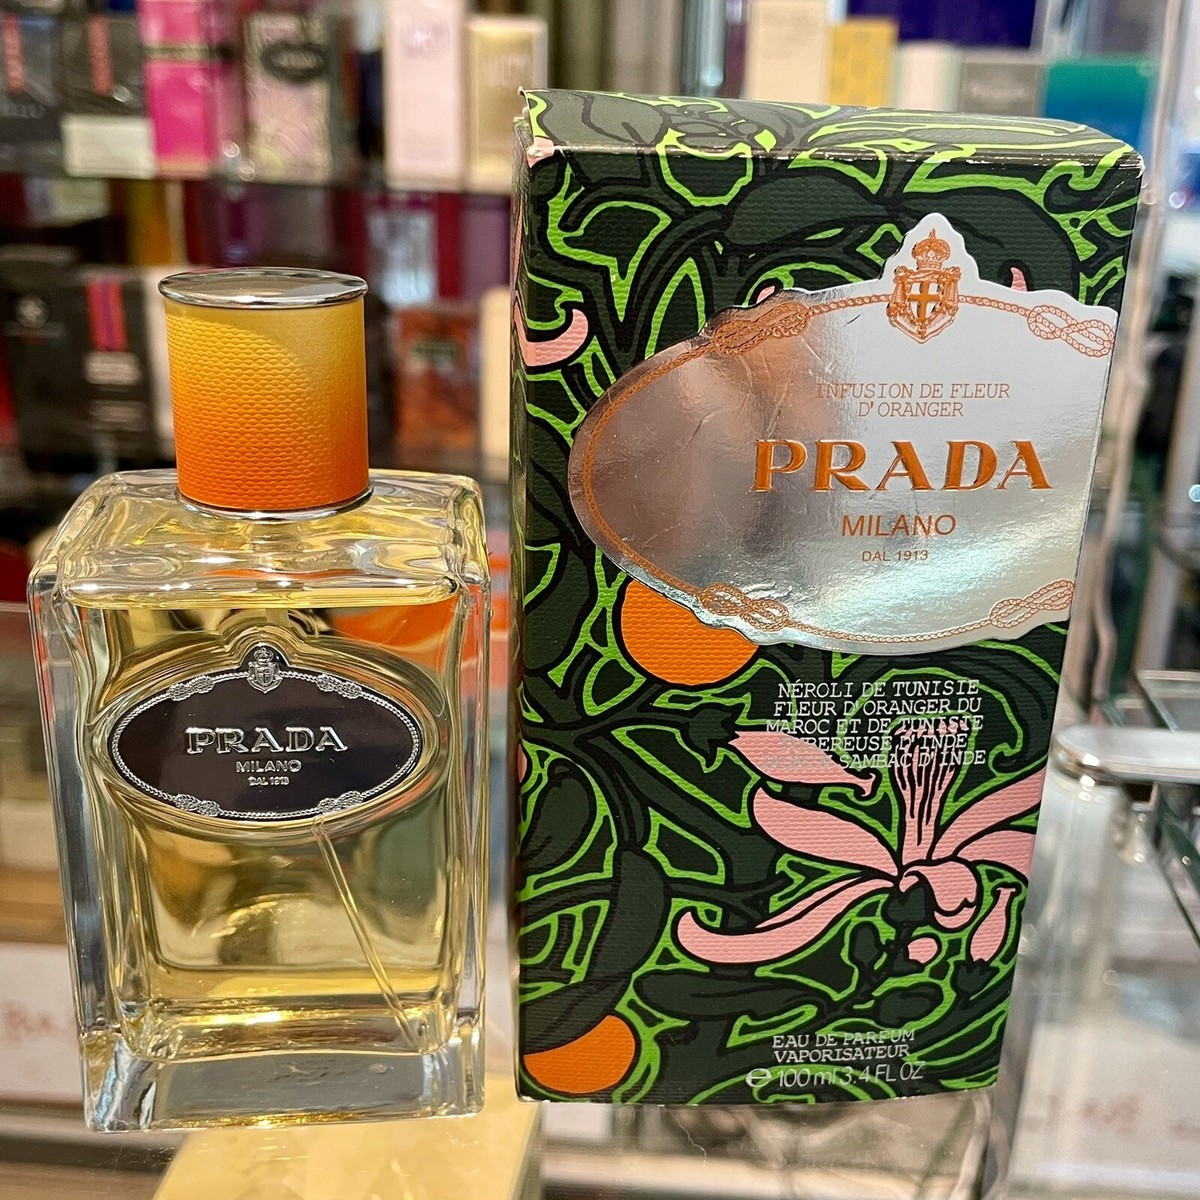 PRADA
MILANO
DAL 1913
INFUSION DE FLEUR
D'ORANGER
PRADA
MILANO
DAL 1913
NÉROLI DE TUNISIE
FLEUR D'ORANGER DU
MAROC ET DE TUNISIE
TUBEREUSE D'INDE
SAMBAC D'INDE
EAU DE PARFUM
VAPORISATEUR
℮ 100 ml 3.4 FL OZ